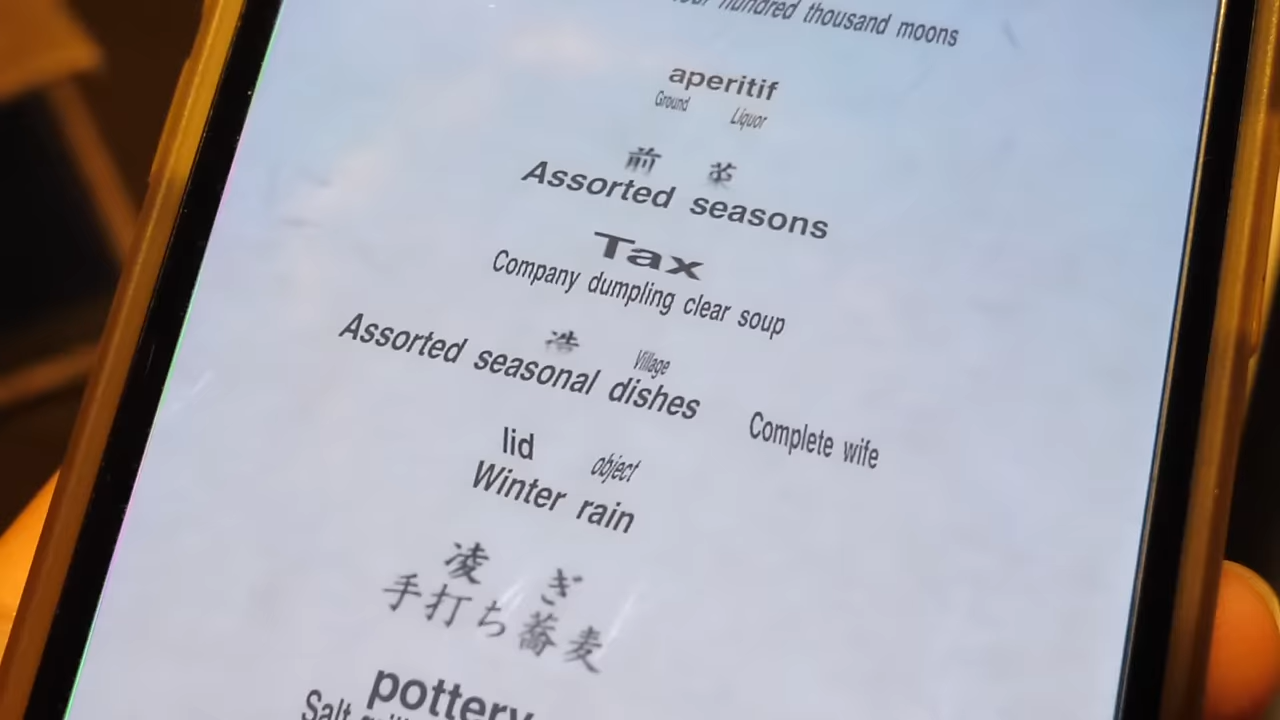 hundred thousand moons
aperitif
Ground Liquor
前 菜
Assorted seasons
Tax
Company dumpling clear soup
Village
Assorted seasonal dishes
Complete wife
lid object
Winter rain
凌 ぎ
手打ち蕎麦
pottery
Salt